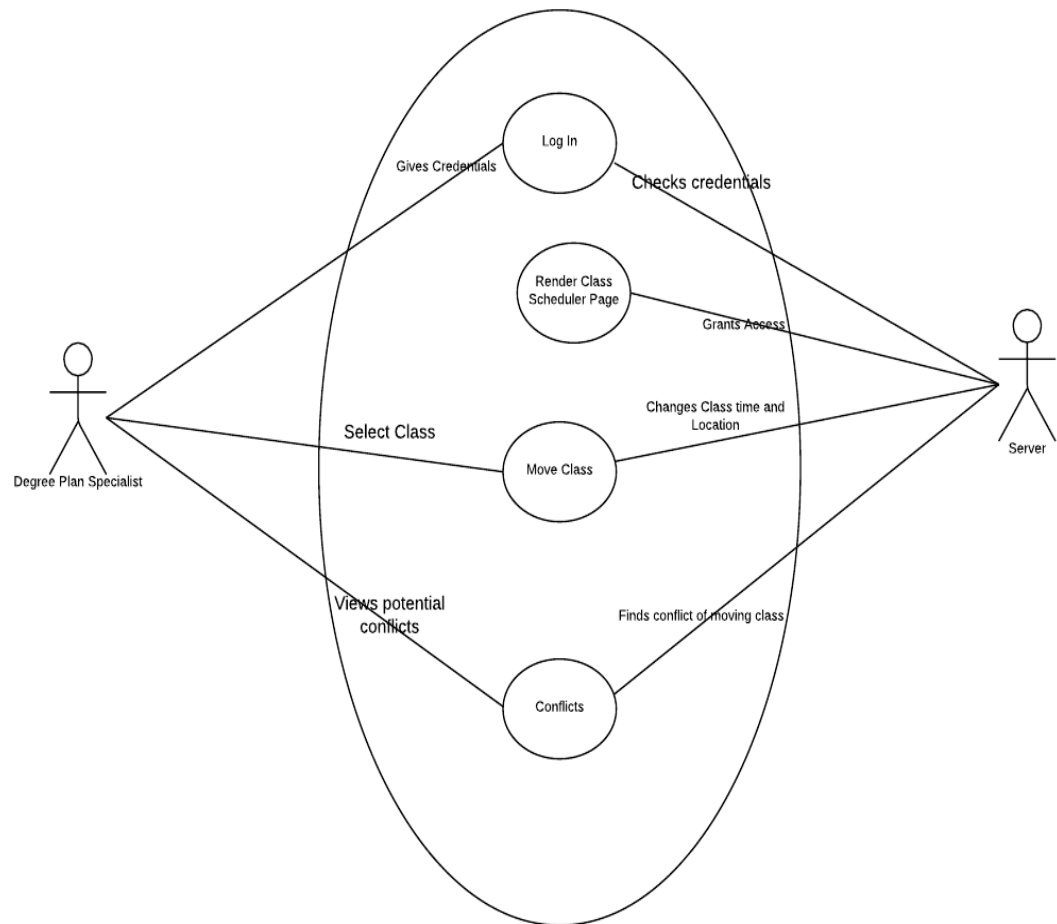 Log In
Gives Credentials
Checks credentials
Render Class
Scheduler Page
Grants Access
Changes Class time and
Location
Select Class
Move Class
Server
Degree Plan Specialist
Views potential
conflicts
Finds conflict of moving class
Conflicts